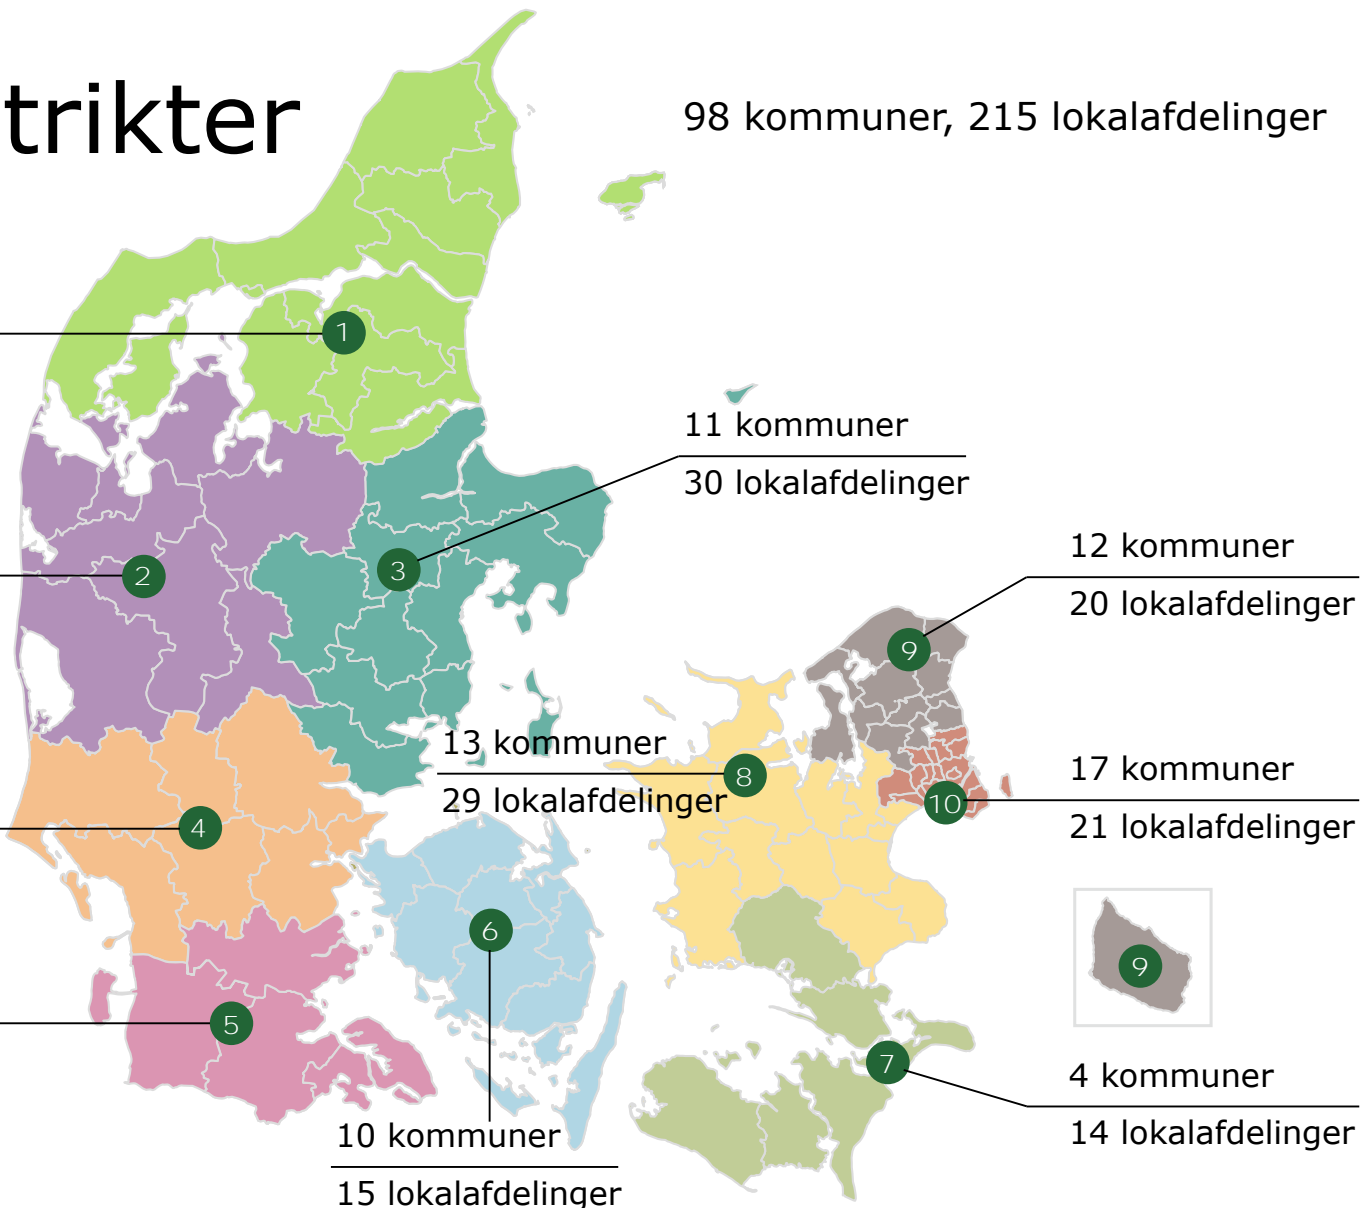 trikter
98 kommuner, 215 lokalafdelinger
1
11 kommuner
30 lokalafdelinger
2
3
12 kommuner
20 lokalafdelinger
9
13 kommuner
29 lokalafdelinger
8
17 kommuner
21 lokalafdelinger
10
4
6
9
5
7
4 kommuner
14 lokalafdelinger
10 kommuner
15 lokalafdelinger